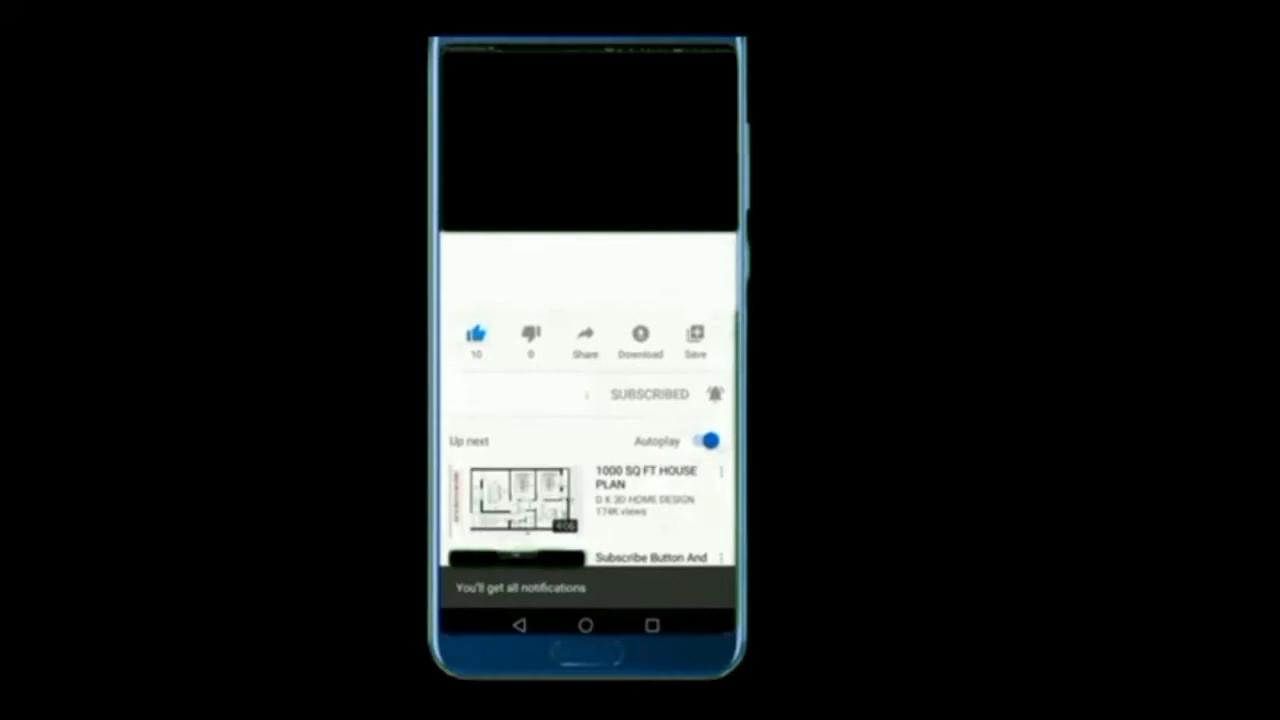 10
0
Share
Download
Save
SUBSCRIBED
Up next
Autoplay
1000 SQ FT HOUSE
PLAN
D K 3D HOME DESIGN
174K views
Subscribe Button And
You'll get all notifications